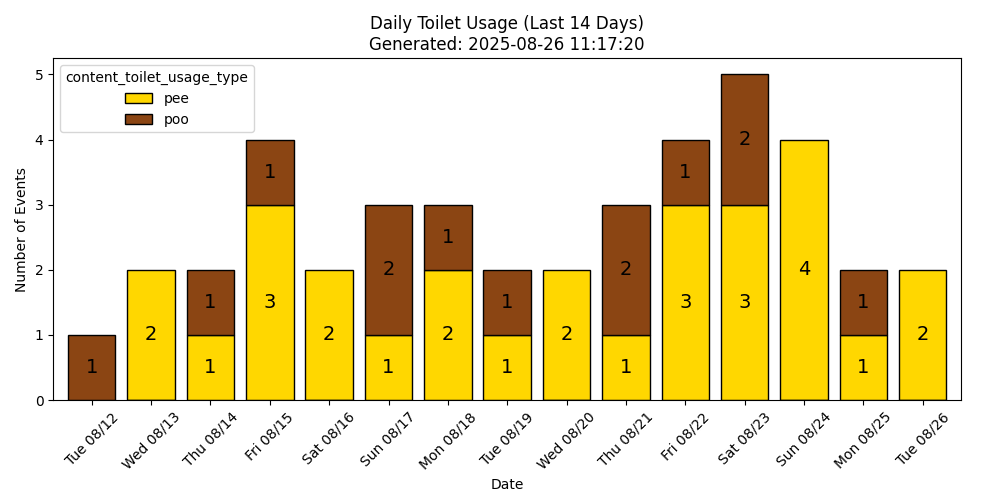 Daily Toilet Usage (Last 14 Days)
Generated: 2025-08-26 11:17:20
content_toilet_usage_type
pee
poo
Number of Events
5
4
3
2
1
0
1
2
1
1
3
1
2
1
2
2
1
1
1
2
1
2
3
1
3
2
4
1
1
2
Tue 08/12
Wed 08/13
Thu 08/14
Fri 08/15
Sat 08/16
Sun 08/17
Mon 08/18
Tue 08/19
Wed 08/20
Thu 08/21
Fri 08/22
Sat 08/23
Sun 08/24
Mon 08/25
Tue 08/26
Date